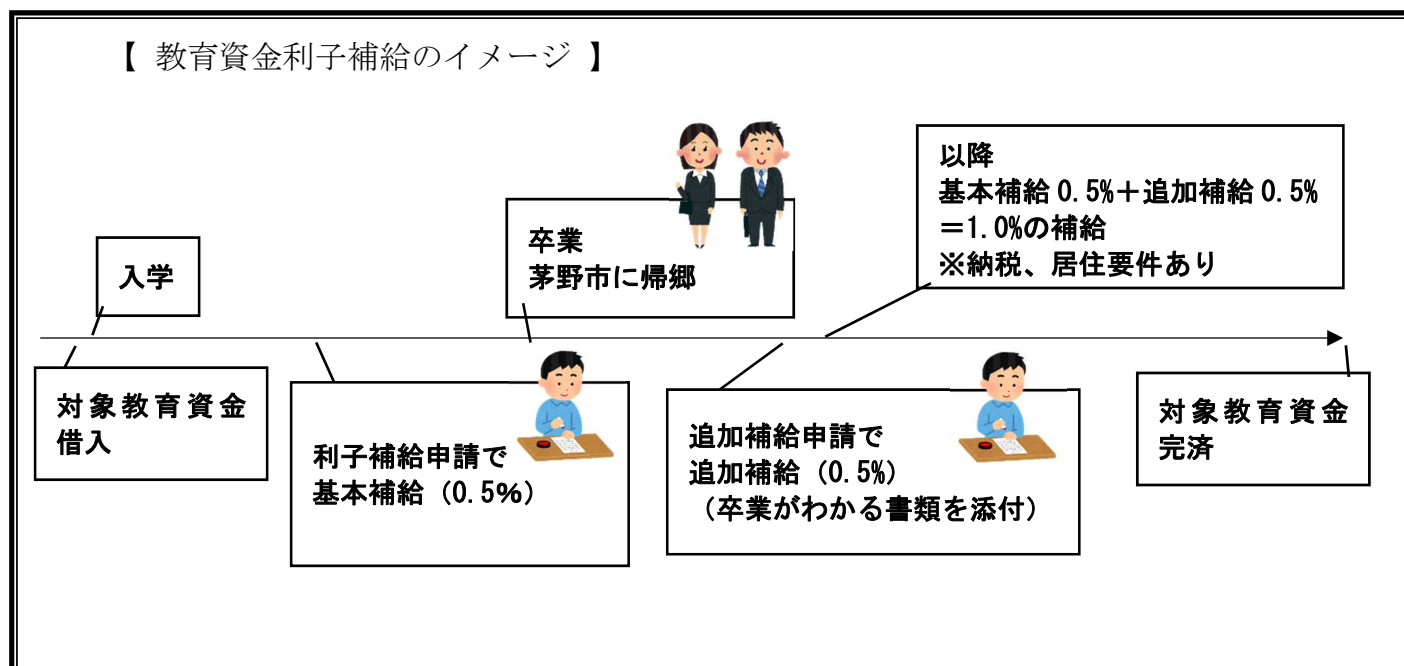 【 教育資金利子補給のイメージ 】
入学
対象教育資金
借入
利子補給申請で
基本補給（0.5%）
卒業
茅野市に帰郷
追加補給申請で
追加補給（0.5%）
（卒業がわかる書類を添付）
以降
基本補給 0.5%＋追加補給 0.5%
＝1.0%の補給
※納税、居住要件あり
対象教育資金
完済